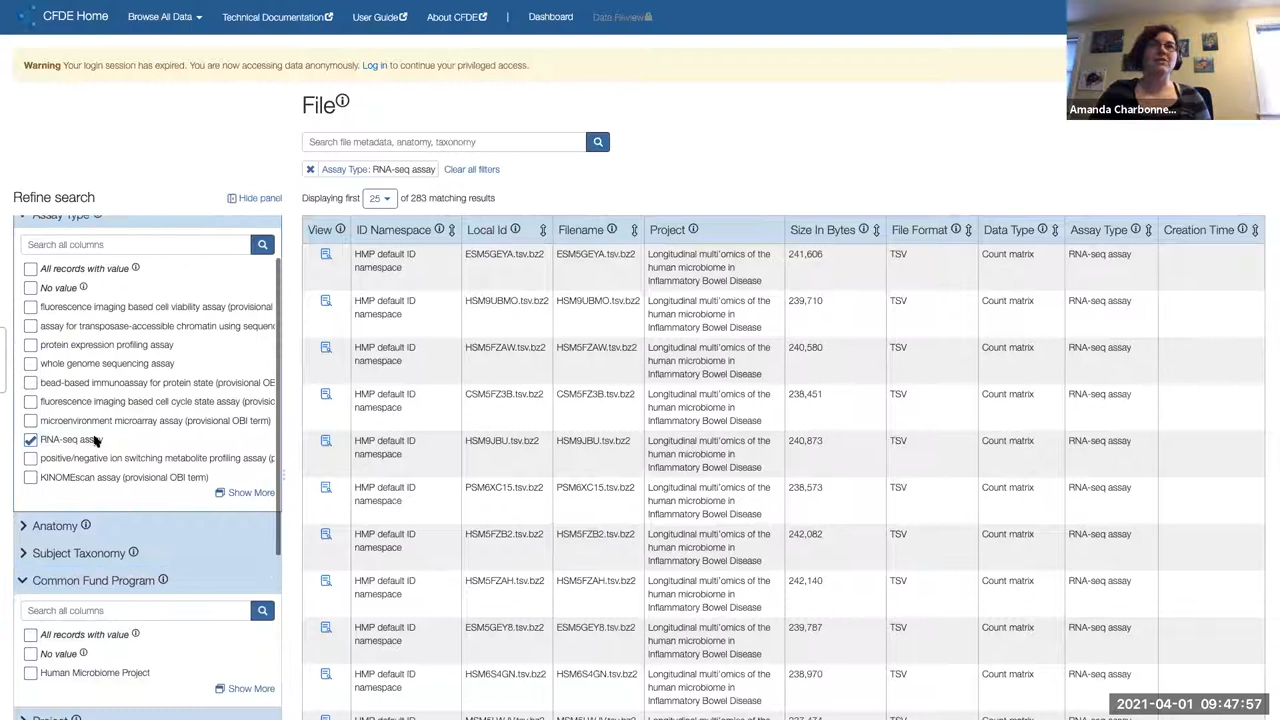 CFDE Home Browse All Data Technical Documentation User Guide About CFDE | Dashboard Data Review
Warning Your login session has expired. You are now accessing data anonymously. Log in to continue your privileged access.
Amanda Charbonne...
File
Search file metadata, anatomy, taxonomy
Assay Type: RNA-seq assay Clear all filters
Refine search Hide panel
Displaying first 25 of 283 matching results
Assay Type
Search all columns
All records with value
No value
fluorescence imaging based cell viability assay (provisional
assay for transposase-accessible chromatin using sequenc
protein expression profiling assay
whole genome sequencing assay
bead-based immunoassay for protein state (provisional OE
fluorescence imaging based cell cycle state assay (provisio
microenvironment microarray assay (provisional OBI term)
RNA-seq assay
positive/negative ion switching metabolite profiling assay (p
KINOMEscan assay (provisional OBI term)
Show More
Anatomy
Subject Taxonomy
Common Fund Program
Search all columns
All records with value
No value
Human Microbiome Project
Show More
View ID Namespace Local Id Filename Project Size In Bytes File Format Data Type Assay Type Creation Time
HMP default ID ESM5GEYA.tsv.bz2 ESM5GEYA.tsv.bz2 Longitudinal multi'omics of the 241,606 TSV Count matrix RNA-seq assay
namespace human microbiome in
Inflammatory Bowel Disease
HMP default ID HSM9UBMO.tsv.bz2 HSM9UBMO.tsv.bz2 Longitudinal multi'omics of the 239,710 TSV Count matrix RNA-seq assay
namespace human microbiome in
Inflammatory Bowel Disease
HMP default ID HSM5FZAW.tsv.bz2 HSM5FZAW.tsv.bz2 Longitudinal multi'omics of the 240,580 TSV Count matrix RNA-seq assay
namespace human microbiome in
Inflammatory Bowel Disease
HMP default ID CSM5FZ3B.tsv.bz2 CSM5FZ3B.tsv.bz2 Longitudinal multi'omics of the 238,451 TSV Count matrix RNA-seq assay
namespace human microbiome in
Inflammatory Bowel Disease
HMP default ID HSM9JBU.tsv.bz2 HSM9JBU.tsv.bz2 Longitudinal multi'omics of the 240,873 TSV Count matrix RNA-seq assay
namespace human microbiome in
Inflammatory Bowel Disease
HMP default ID PSM6XC15.tsv.bz2 PSM6XC15.tsv.bz2 Longitudinal multi'omics of the 238,573 TSV Count matrix RNA-seq assay
namespace human microbiome in
Inflammatory Bowel Disease
HMP default ID HSM5FZB2.tsv.bz2 HSM5FZB2.tsv.bz2 Longitudinal multi'omics of the 242,082 TSV Count matrix RNA-seq assay
namespace human microbiome in
Inflammatory Bowel Disease
HMP default ID HSM5FZAH.tsv.bz2 HSM5FZAH.tsv.bz2 Longitudinal multi'omics of the 242,140 TSV Count matrix RNA-seq assay
namespace human microbiome in
Inflammatory Bowel Disease
HMP default ID ESM5GEY8.tsv.bz2 ESM5GEY8.tsv.bz2 Longitudinal multi'omics of the 239,787 TSV Count matrix RNA-seq assay
namespace human microbiome in
Inflammatory Bowel Disease
HMP default ID HSM6S4GN.tsv.bz2 HSM6S4GN.tsv.bz2 Longitudinal multi'omics of the 238,970 TSV Count matrix RNA-seq assay
namespace human microbiome in
Inflammatory Bowel Disease
2021-04-01 09:47:57